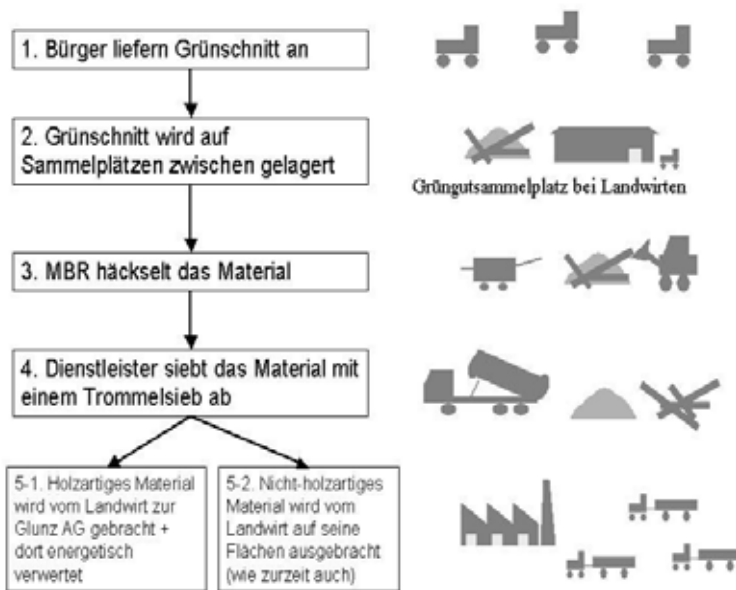 1. Bürger liefern Grünschnitt an
2. Grünschnitt wird auf
Sammelplätzen zwischen gelagert
Grüngutsammelplatz bei Landwirten
3. MBR häckselt das Material
4. Dienstleister siebt das Material mit
einem Trommelsieb ab
5-1. Holzartiges Material
wird vom Landwirt zur
Glunz AG gebracht +
dort energetisch
verwertet
5-2. Nicht-holzartiges
Material wird vom
Landwirt auf seine
Flächen ausgebracht
(wie zurzeit auch)